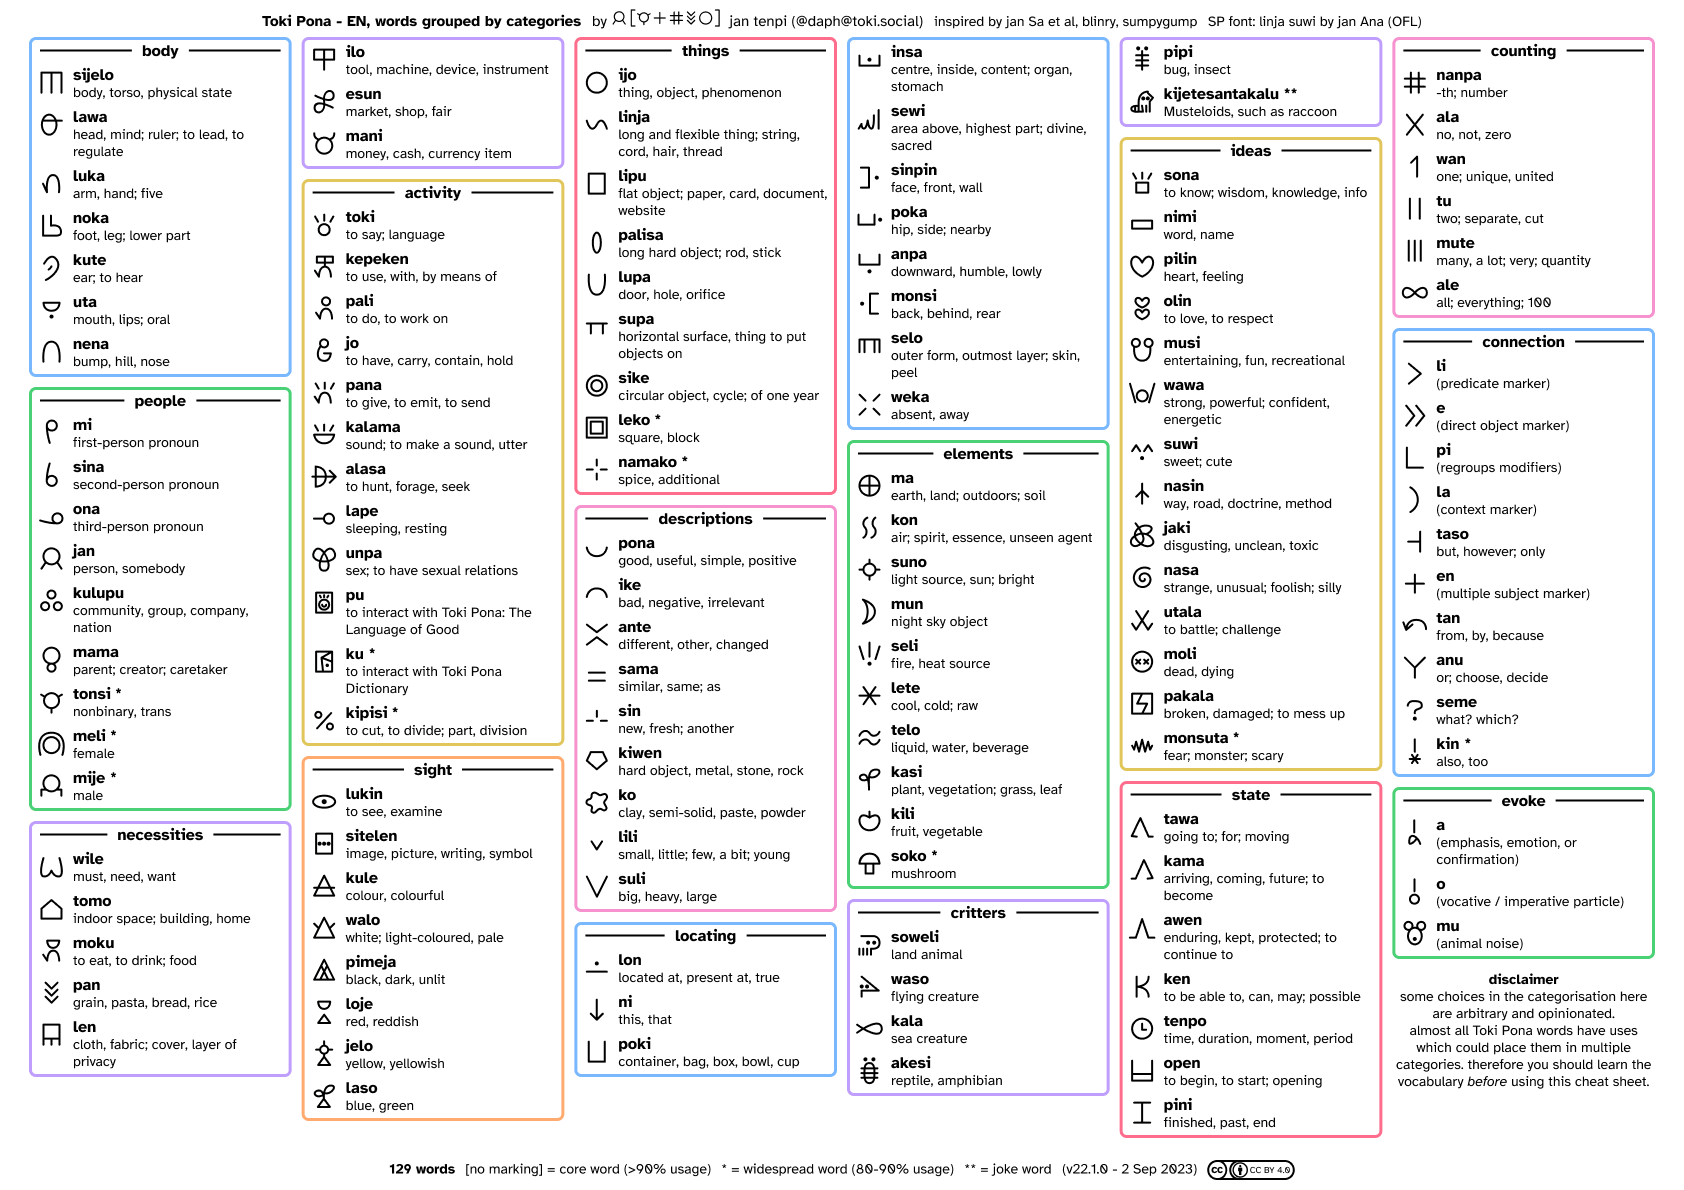 Toki Pona - EN, words grouped by categories by jan tenpi (@daph@toki.social) inspired by jan Sa et al, blinry, sumpygump SP font: linja suwi by jan Ana (OFL)
body
sijelo
body, torso, physical state
lawa
head, mind; ruler; to lead, to
regulate
luka
arm, hand; five
noka
foot, leg; lower part
kute
ear; to hear
uta
mouth, lips; oral
nena
bump, hill, nose
people
mi
first-person pronoun
sina
second-person pronoun
ona
third-person pronoun
jan
person, somebody
kulupu
community, group, company,
nation
mama
parent; creator; caretaker
tonsi *
nonbinary, trans
meli *
female
mije *
male
necessities
wile
must, need, want
tomo
indoor space; building, home
moku
to eat, to drink; food
pan
grain, pasta, bread, rice
len
cloth, fabric; cover, layer of
privacy
ilo
tool, machine, device, instrument
esun
market, shop, fair
mani
money, cash, currency item
activity
toki
to say; language
kepeken
to use, with, by means of
pali
to do, to work on
jo
to have, carry, contain, hold
pana
to give, to emit, to send
kalama
sound; to make a sound, utter
alasa
to hunt, forage, seek
lape
sleeping, resting
unpa
sex; to have sexual relations
pu
to interact with Toki Pona: The
Language of Good
ku *
to interact with Toki Pona
Dictionary
kipisi *
to cut, to divide; part, division
sight
lukin
to see, examine
sitelen
image, picture, writing, symbol
kule
colour, colourful
walo
white; light-coloured, pale
pimeja
black, dark, unlit
loje
red, reddish
jelo
yellow, yellowish
laso
blue, green
things
ijo
thing, object, phenomenon
linja
long and flexible thing; string,
cord, hair, thread
lipu
flat object; paper, card, document,
website
palisa
long hard object; rod, stick
lupa
door, hole, orifice
supa
horizontal surface, thing to put
objects on
sike
circular object, cycle; of one year
leko *
square, block
namako *
spice, additional
descriptions
pona
good, useful, simple, positive
ike
bad, negative, irrelevant
ante
different, other, changed
sama
similar, same; as
sin
new, fresh; another
kiwen
hard object, metal, stone, rock
ko
clay, semi-solid, paste, powder
lili
small, little; few, a bit; young
suli
big, heavy, large
locating
lon
located at, present at, true
ni
this, that
poki
container, bag, box, bowl, cup
insa
centre, inside, content; organ,
stomach
sewi
area above, highest part; divine,
sacred
sinpin
face, front, wall
poka
hip, side; nearby
anpa
downward, humble, lowly
monsi
back, behind, rear
selo
outer form, outmost layer; skin,
peel
weka
absent, away
elements
ma
earth, land; outdoors; soil
kon
air; spirit, essence, unseen agent
suno
light source, sun; bright
mun
night sky object
seli
fire, heat source
lete
cool, cold; raw
telo
liquid, water, beverage
kasi
plant, vegetation; grass, leaf
kili
fruit, vegetable
soko *
mushroom
critters
soweli
land animal
waso
flying creature
kala
sea creature
akesi
reptile, amphibian
pipi
bug, insect
kijetesantakalu **
Musteloids, such as raccoon
ideas
sona
to know; wisdom, knowledge, info
nimi
word, name
pilin
heart, feeling
olin
to love, to respect
musi
entertaining, fun, recreational
wawa
strong, powerful; confident,
energetic
suwi
sweet; cute
nasin
way, road, doctrine, method
jaki
disgusting, unclean, toxic
nasa
strange, unusual; foolish; silly
utala
to battle; challenge
moli
dead, dying
pakala
broken, damaged; to mess up
monsuta *
fear; monster; scary
state
tawa
going to; for; moving
kama
arriving, coming, future; to
become
awen
enduring, kept, protected; to
continue to
ken
to be able to, can, may; possible
tenpo
time, duration, moment, period
open
to begin, to start; opening
pini
finished, past, end
counting
nanpa
-th; number
ala
no, not, zero
wan
one; unique, united
tu
two; separate, cut
mute
many, a lot; very; quantity
ale
all; everything; 100
connection
li
(predicate marker)
e
(direct object marker)
pi
(regroups modifiers)
la
(context marker)
taso
but, however; only
en
(multiple subject marker)
tan
from, by, because
anu
or; choose, decide
seme
what? which?
kin *
also, too
evoke
a
(emphasis, emotion, or
confirmation)
o
(vocative / imperative particle)
mu
(animal noise)
disclaimer
some choices in the categorisation here
are arbitrary and opinionated.
almost all Toki Pona words have uses
which could place them in multiple
categories. therefore you should learn the
vocabulary before using this cheat sheet.
129 words [no marking] = core word (>90% usage) * = widespread word (80-90% usage) ** = joke word (v22.1.0 - 2 Sep 2023) cc CC BY 4.0